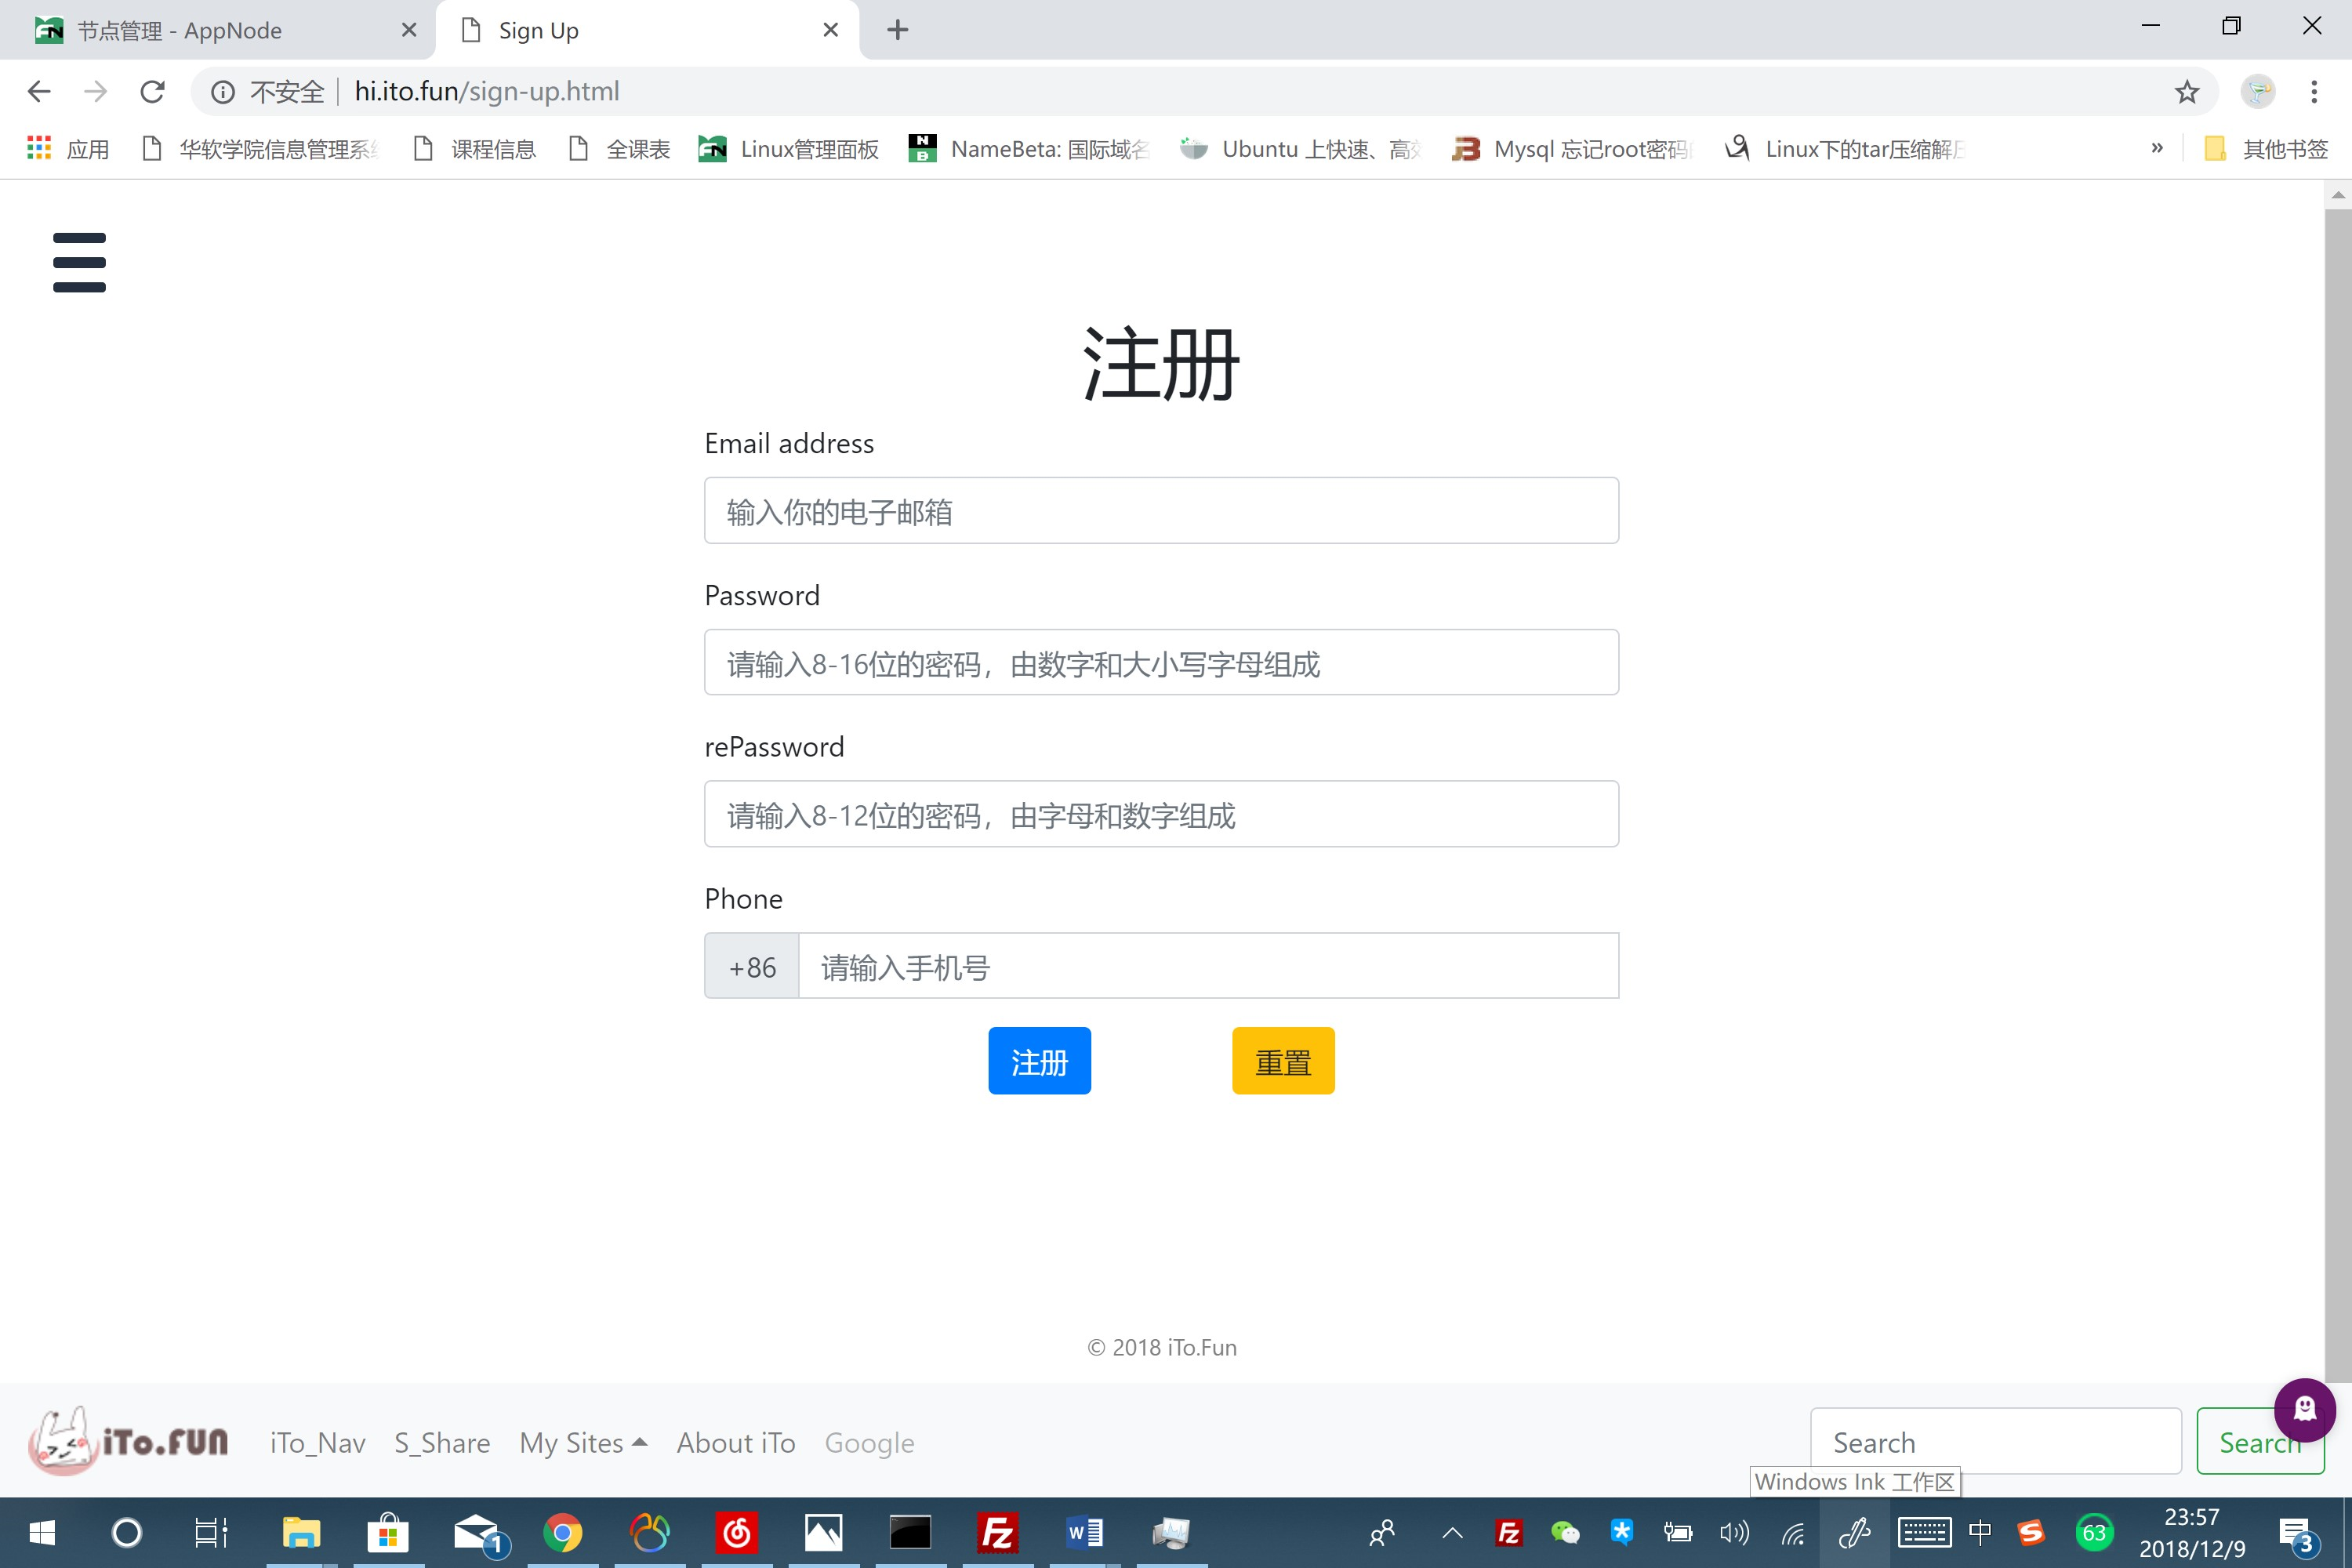 节点管理 - AppNode
Sign Up
不安全 hi.ito.fun/sign-up.html
应用 华软学院信息管理系 课程信息 全课表 Linux管理面板 NameBeta: 国际域名 Ubuntu 上快速、高 Mysql 忘记root密码 Linux下的tar压缩解 » 其他书签
注册
Email address
输入你的电子邮箱
Password
请输入8-16位的密码，由数字和大小写字母组成
rePassword
请输入8-12位的密码，由字母和数字组成
Phone
+86 请输入手机号
注册 重置
© 2018 iTo.Fun
iTo.FUN iTo_Nav S_Share My Sites About iTo Google Search Search
Windows Ink 工作区
1 中 63 23:57 3
2018/12/9